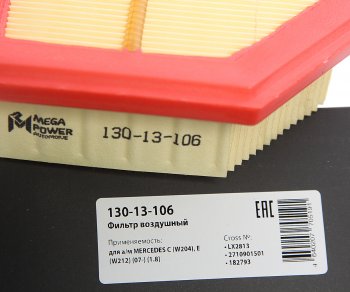 MEGA
POWER
AUTOMOTIVE
130-13-106
130-13-106
Фильтр воздушный
EAC
Применяемость:
для а/м MERCEDES C (W204), E
(W212) (07-) (1.8)
Cross №
• LX2813
• 2710901501
• 182793